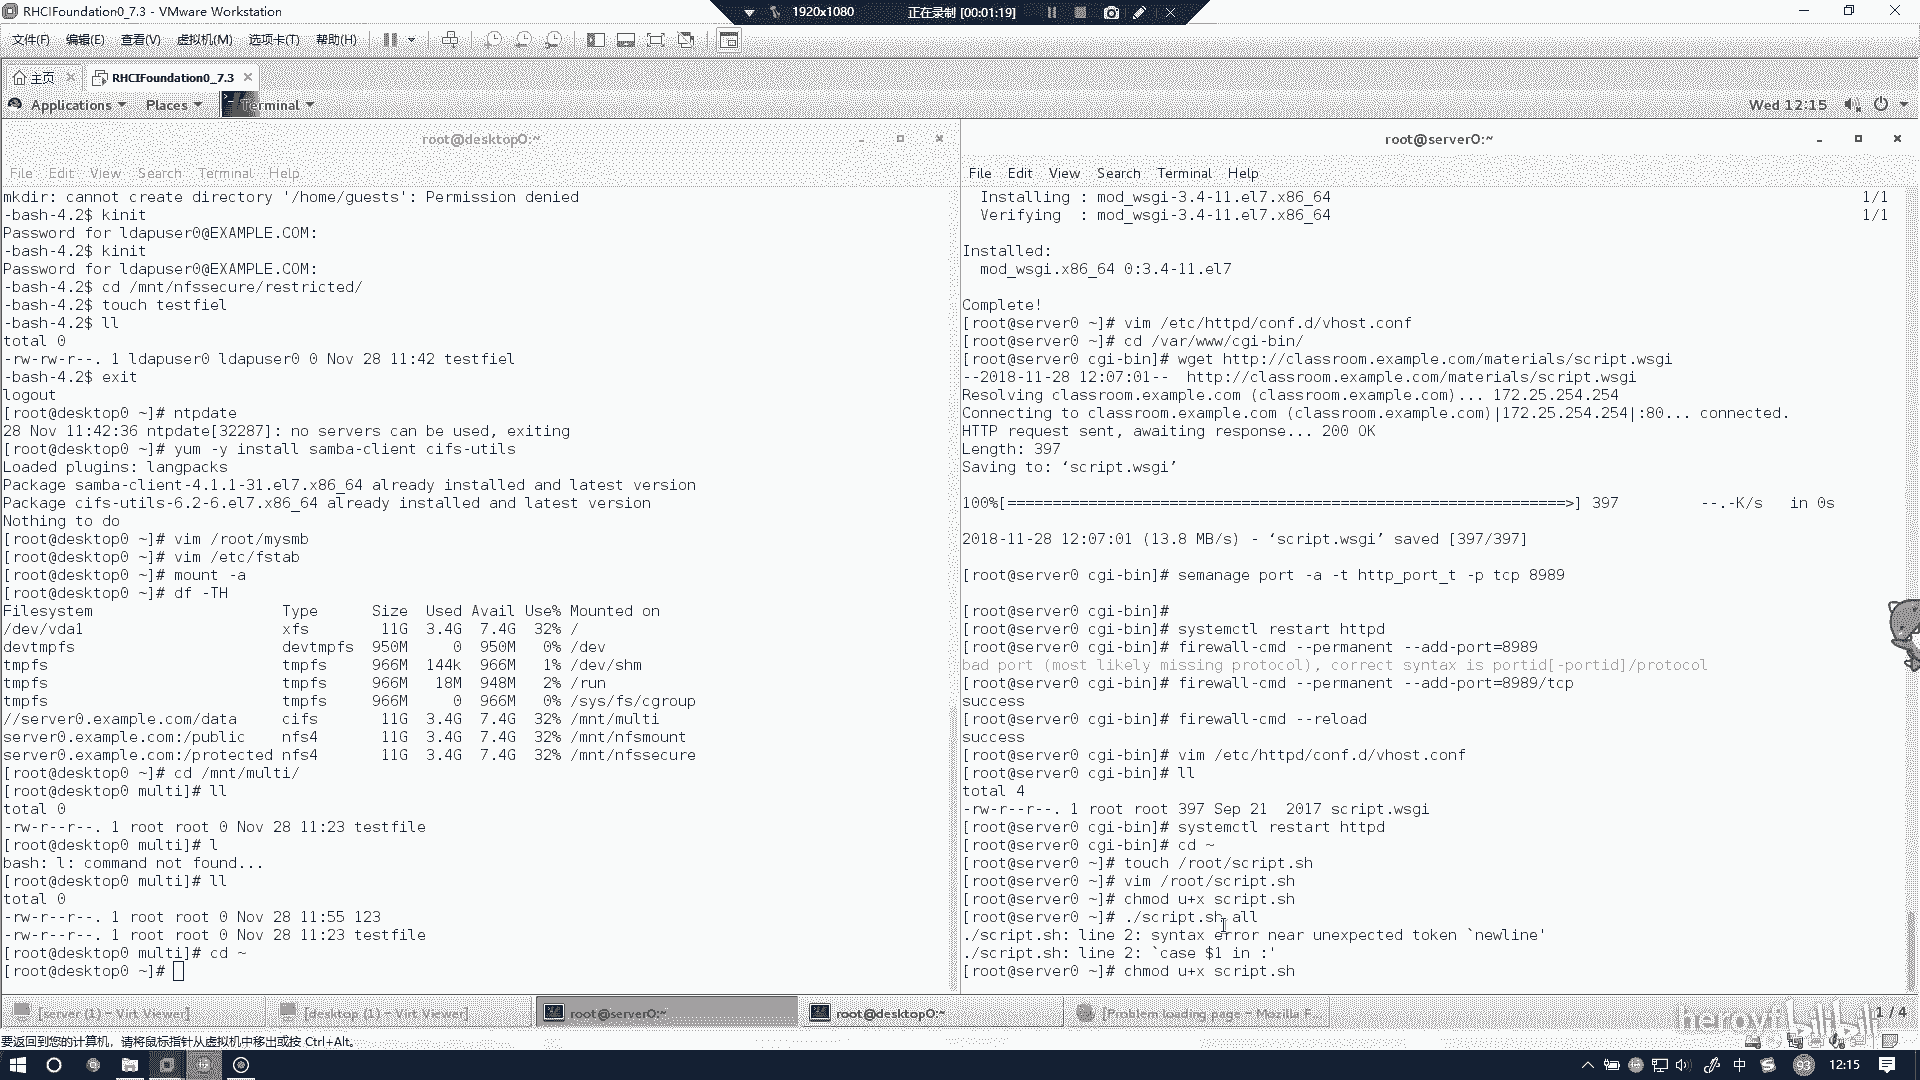 RHCIFoundation0_7.3 - VMware Workstation
1920x1080
正在录制 [00:01:19]
文件(F) 编辑(E) 查看(V) 虚拟机(M) 选项卡(T) 帮助(H)
主页
RHCIFoundation0_7.3
Applications Places Terminal
Wed 12:15
root@desktop0:~
File Edit View Search Terminal Help
mkdir: cannot create directory '/home/guests': Permission denied
-bash-4.2$ kinit
Password for ldapuser0@EXAMPLE.COM:
-bash-4.2$ kinit
Password for ldapuser0@EXAMPLE.COM:
-bash-4.2$ cd /mnt/nfssecure/restricted/
-bash-4.2$ touch testfiel
-bash-4.2$ ll
total 0
-rw-rw-r--. 1 ldapuser0 ldapuser0 0 Nov 28 11:42 testfiel
-bash-4.2$ exit
logout
[root@desktop0 ~]# ntpdate
28 Nov 11:42:36 ntpdate[32287]: no servers can be used, exiting
[root@desktop0 ~]# yum -y install samba-client cifs-utils
Loaded plugins: langpacks
Package samba-client-4.1.1-31.el7.x86_64 already installed and latest version
Package cifs-utils-6.2-6.el7.x86_64 already installed and latest version
Nothing to do
[root@desktop0 ~]# vim /root/mysmb
[root@desktop0 ~]# vim /etc/fstab
[root@desktop0 ~]# mount -a
[root@desktop0 ~]# df -TH
Filesystem Type Size Used Avail Use% Mounted on
/dev/vda1 xfs 11G 3.4G 7.4G 32% /
devtmpfs devtmpfs 950M 0 950M 0% /dev
tmpfs tmpfs 966M 144k 966M 1% /dev/shm
tmpfs tmpfs 966M 18M 948M 2% /run
tmpfs tmpfs 966M 0 966M 0% /sys/fs/cgroup
//server0.example.com/data cifs 11G 3.4G 7.4G 32% /mnt/multi
server0.example.com:/public nfs4 11G 3.4G 7.4G 32% /mnt/nfsmount
server0.example.com:/protected nfs4 11G 3.4G 7.4G 32% /mnt/nfssecure
[root@desktop0 ~]# cd /mnt/multi/
[root@desktop0 multi]# ll
total 0
-rw-r--r--. 1 root root 0 Nov 28 11:23 testfile
[root@desktop0 multi]# l
bash: l: command not found...
[root@desktop0 multi]# ll
total 0
-rw-r--r--. 1 root root 0 Nov 28 11:55 123
-rw-r--r--. 1 root root 0 Nov 28 11:23 testfile
[root@desktop0 multi]# cd ~
[root@desktop0 ~]#
root@server0:~
File Edit View Search Terminal Help
Installing : mod_wsgi-3.4-11.el7.x86_64 1/1
Verifying : mod_wsgi-3.4-11.el7.x86_64 1/1
Installed:
mod_wsgi.x86_64 0:3.4-11.el7
Complete!
[root@server0 ~]# vim /etc/httpd/conf.d/vhost.conf
[root@server0 ~]# cd /var/www/cgi-bin/
[root@server0 cgi-bin]# wget http://classroom.example.com/materials/script.wsgi
--2018-11-28 12:07:01-- http://classroom.example.com/materials/script.wsgi
Resolving classroom.example.com (classroom.example.com)... 172.25.254.254
Connecting to classroom.example.com (classroom.example.com)|172.25.254.254|:80... connected.
HTTP request sent, awaiting response... 200 OK
Length: 397
Saving to: ‘script.wsgi’
100%[==============================================================>] 397 --.-K/s in 0s
2018-11-28 12:07:01 (13.8 MB/s) - ‘script.wsgi’ saved [397/397]
[root@server0 cgi-bin]# semanage port -a -t http_port_t -p tcp 8989
[root@server0 cgi-bin]#
[root@server0 cgi-bin]# systemctl restart httpd
[root@server0 cgi-bin]# firewall-cmd --permanent --add-port=8989
bad port (most likely missing protocol), correct syntax is portid[-portid]/protocol
[root@server0 cgi-bin]# firewall-cmd --permanent --add-port=8989/tcp
success
[root@server0 cgi-bin]# firewall-cmd --reload
success
[root@server0 cgi-bin]# vim /etc/httpd/conf.d/vhost.conf
[root@server0 cgi-bin]# ll
total 4
-rw-r--r--. 1 root root 397 Sep 21 2017 script.wsgi
[root@server0 cgi-bin]# systemctl restart httpd
[root@server0 cgi-bin]# cd ~
[root@server0 ~]# touch /root/script.sh
[root@server0 ~]# vim /root/script.sh
[root@server0 ~]# chmod u+x script.sh
[root@server0 ~]# ./script.sh all
./script.sh: line 2: syntax error near unexpected token `newline'
./script.sh: line 2: `case $1 in :'
[root@server0 ~]# chmod u+x script.sh
[server (1) – Virt Viewer]
[desktop (1) – Virt Viewer]
root@server0:~
root@desktop0:~
[Problem loading page – Mozilla F...
1 / 4
bilibili
要返回到您的计算机，请将鼠标指针从虚拟机中移出或按 Ctrl+Alt。
中
93
12:15